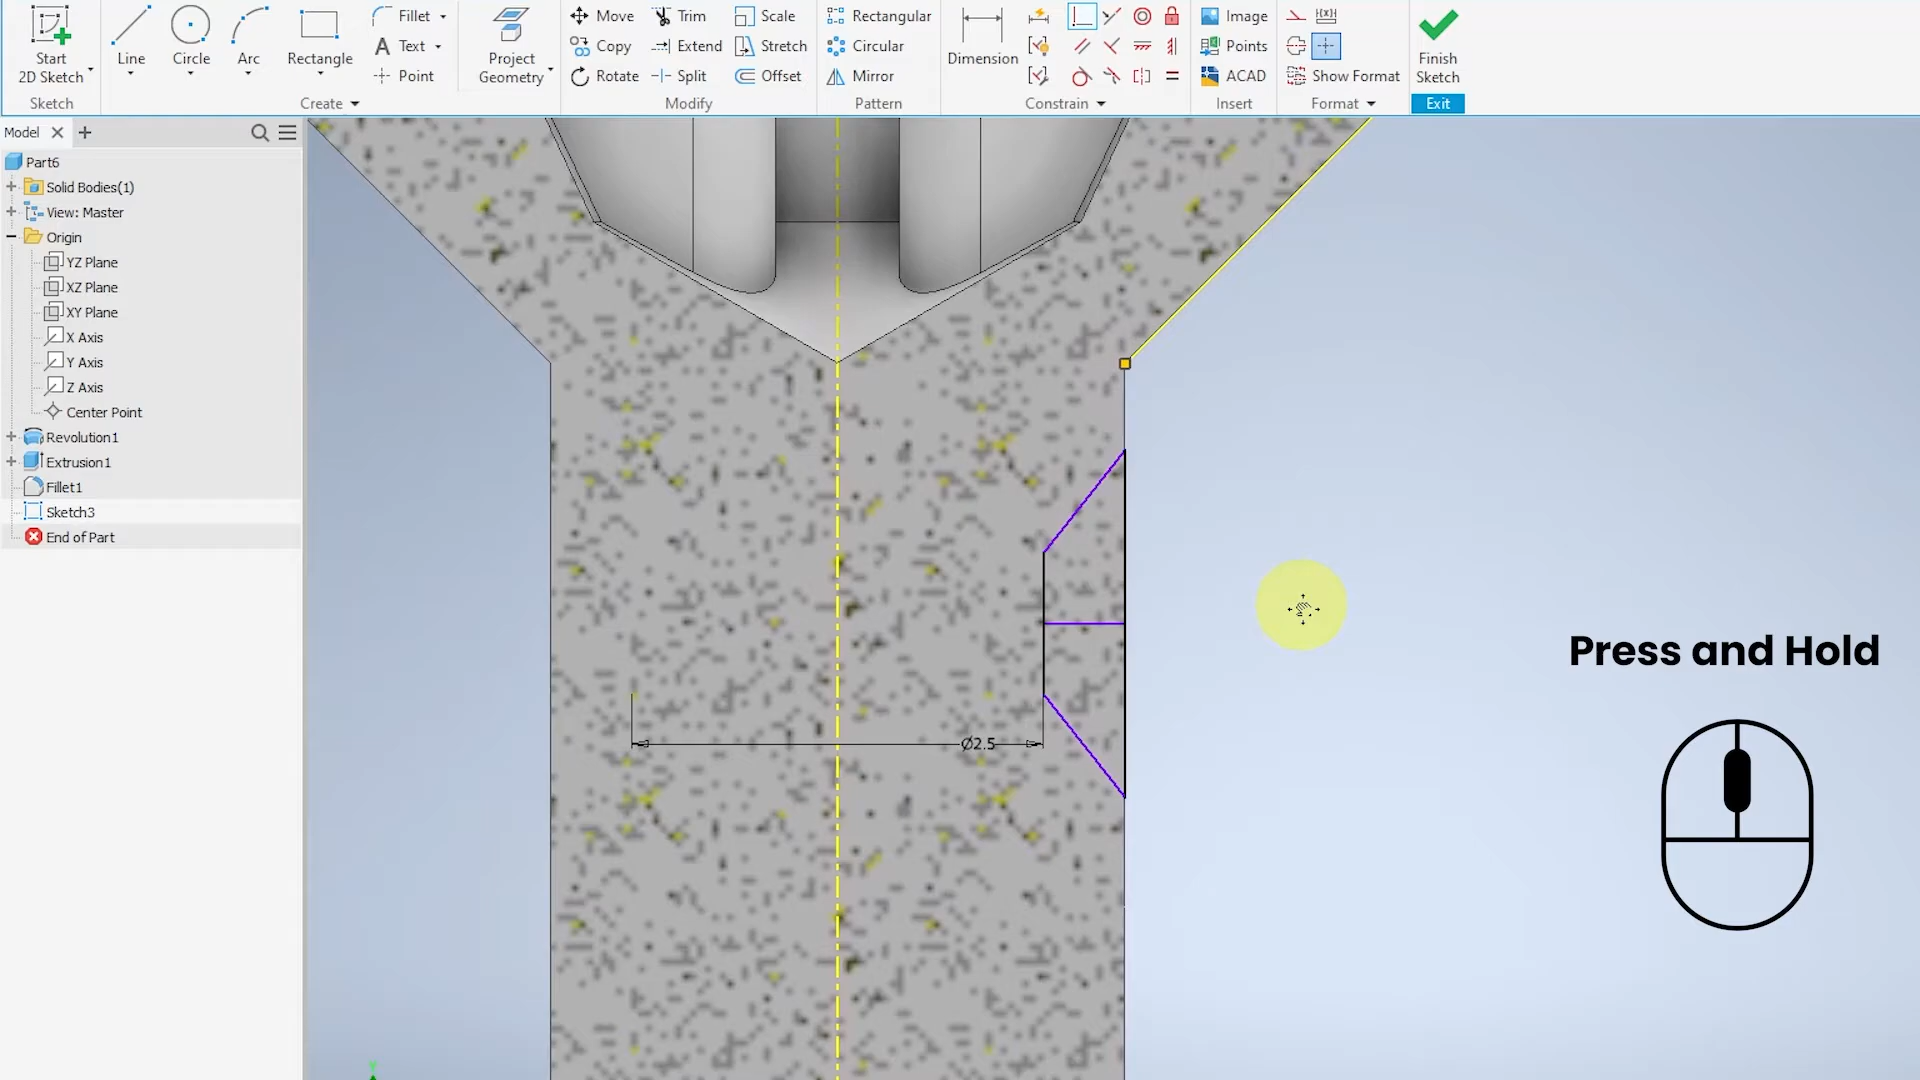 Start
2D Sketch
Sketch
Line
Circle
Arc
Rectangle
Fillet
Text
Point
Create
Project
Geometry
Move
Copy
Rotate
Trim
Extend
Split
Scale
Stretch
Offset
Modify
Rectangular
Circular
Mirror
Pattern
Dimension
Constrain
Image
Points
ACAD
Insert
Show Format
Format
Finish
Sketch
Exit
Model
Part6
Solid Bodies(1)
View: Master
Origin
YZ Plane
XZ Plane
XY Plane
X Axis
Y Axis
Z Axis
Center Point
Revolution1
Extrusion1
Fillet1
Sketch3
End of Part
Ø2.5
Press and Hold
Y